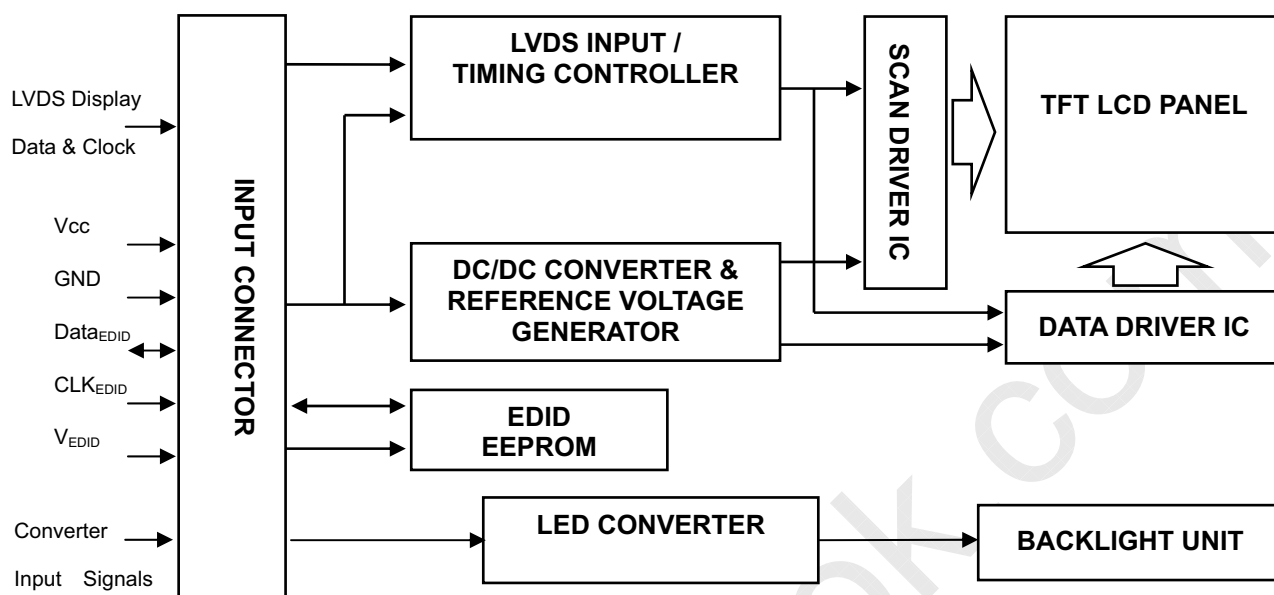 LVDS Display
Data & Clock
Vcc
GND
DataEDID
CLKEDID
VEDID
Converter
Input Signals
INPUT CONNECTOR
LVDS INPUT /
TIMING CONTROLLER
DC/DC CONVERTER &
REFERENCE VOLTAGE
GENERATOR
EDID
EEPROM
LED CONVERTER
SCAN DRIVER IC
TFT LCD PANEL
DATA DRIVER IC
BACKLIGHT UNIT